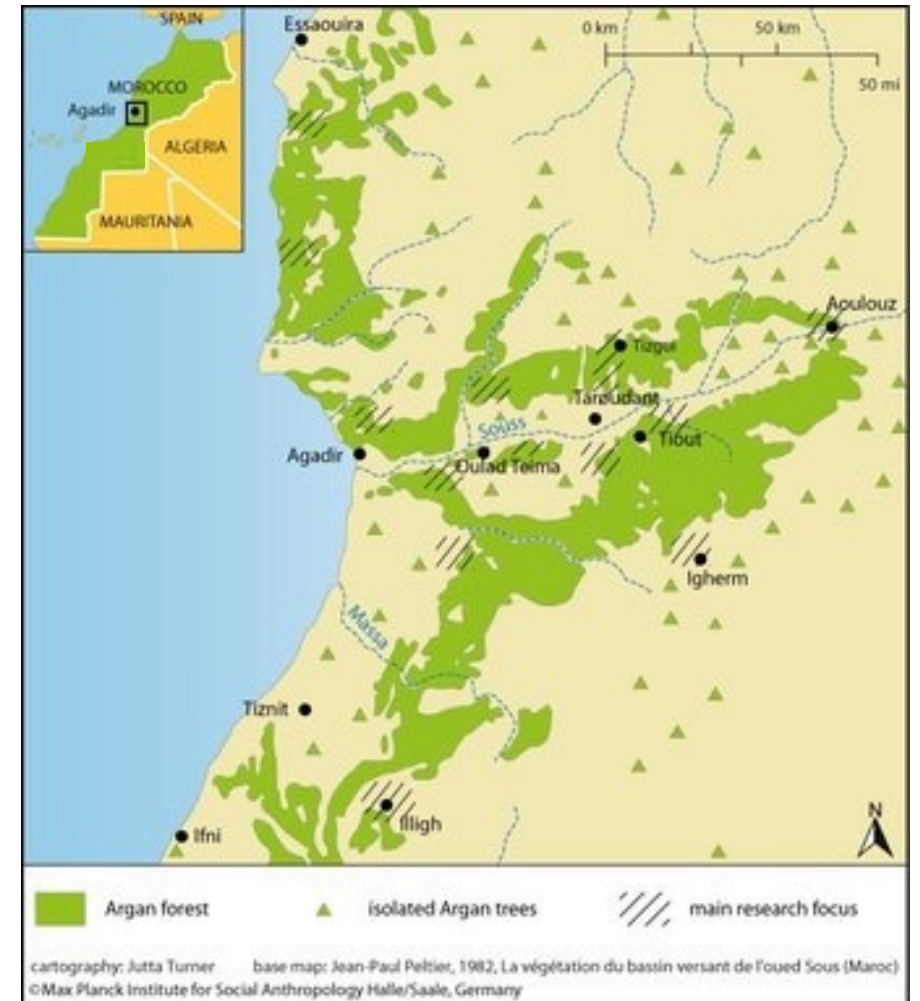 SPAIN
MOROCCO
Agadir
ALGERIA
MAURITANIA
Essaouira
0 km 50 km
50 mi
Aoulouz
Tizgui
Taroudant
Souss
Tiout
Agadir
Oulad Teima
Igherm
Massa
Tiznit
Illigh
Ifni
N
Argan forest
isolated Argan trees
main research focus
cartography: Jutta Turner base map: Jean-Paul Peltier, 1982, La végétation du bassin versant de l'oued Sous (Maroc)
©Max Planck Institute for Social Anthropology Halle/Saale, Germany